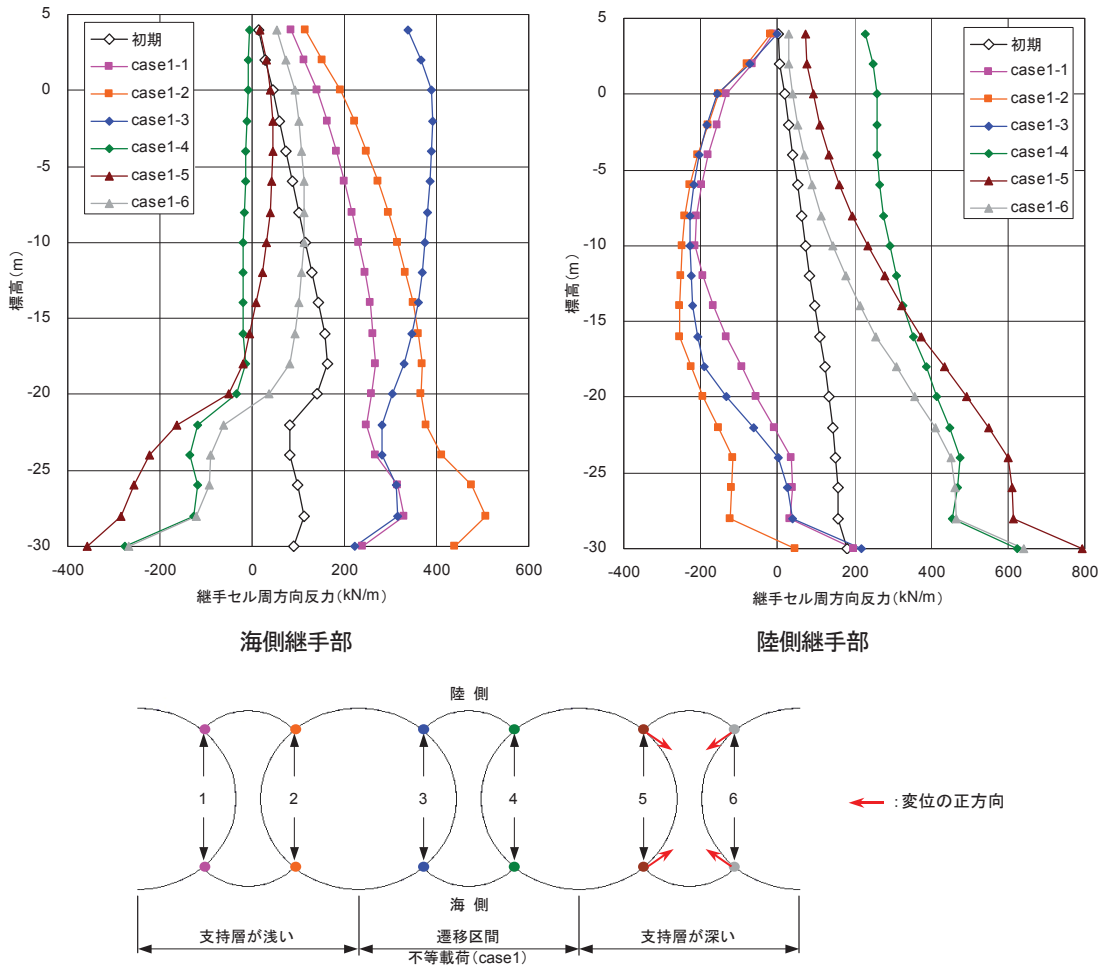 5
0
-5
-10
-15
-20
-25
-30
標高(m)
-400
-200
0
200
400
600
継手セル周方向反力(kN/m)
初期
case1-1
case1-2
case1-3
case1-4
case1-5
case1-6
海側継手部
5
0
-5
-10
-15
-20
-25
-30
標高(m)
-400
-200
0
200
400
600
800
継手セル周方向反力(kN/m)
初期
case1-1
case1-2
case1-3
case1-4
case1-5
case1-6
陸側継手部
陸 側
1
2
3
4
5
6
:変位の正方向
海 側
支持層が浅い
遷移区間
支持層が深い
不等載荷(case1)